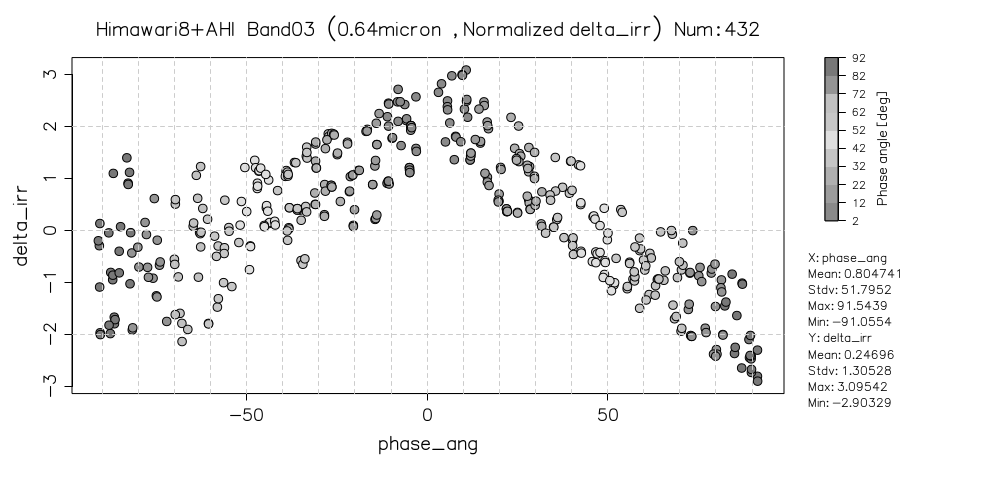 Himawari8+AHI Band03 (0.64micron , Normalized delta_irr) Num:432
3
2
1
0
−1
−2
−3
delta_irr
−50
0
50
phase_ang
92
82
72
62
52
42
32
22
12
2
Phase angle [deg]
X: phase_ang
Mean: 0.804741
Stdv: 51.7952
Max: 91.5439
Min: −91.0554
Y: delta_irr
Mean: 0.24696
Stdv: 1.30528
Max: 3.09542
Min: −2.90329